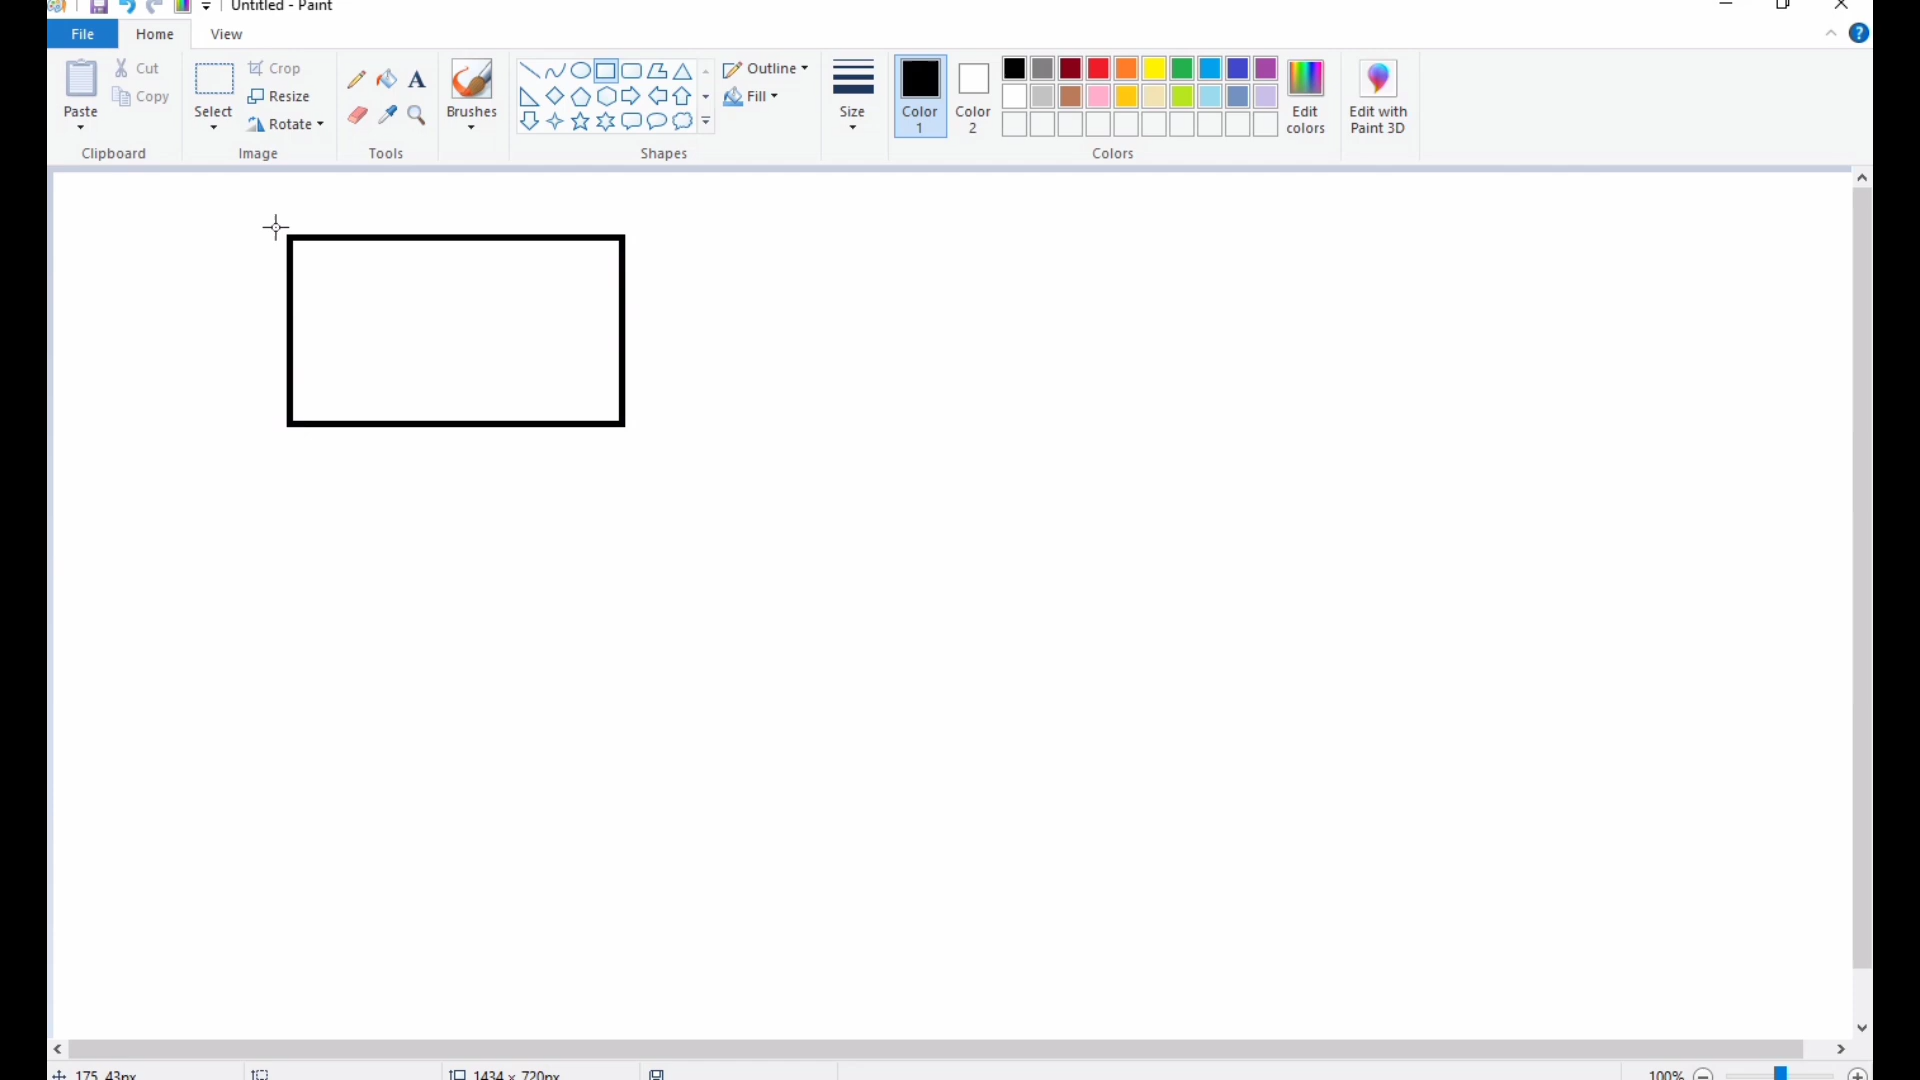 Untitled - Paint
File Home View
Cut
Copy
Paste
Select
Crop
Resize
Rotate
Brushes
Outline
Fill
Size
Color
1
Color
2
Edit
colors
Edit with
Paint 3D
Clipboard Image Tools Shapes Colors
175, 43px 1434 × 720px 100%